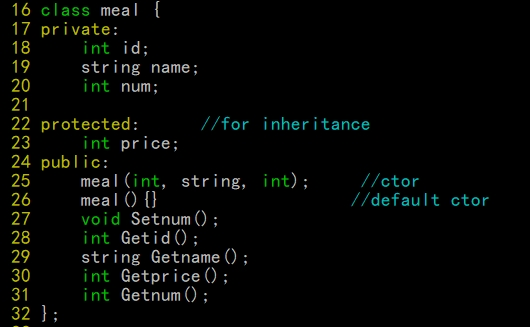 16 class meal {
17 private:
18     int id;
19     string name;
20     int num;
21
22 protected:      //for inheritance
23     int price;
24 public:
25     meal(int, string, int);     //ctor
26     meal(){}                   //default ctor
27     void Setnum();
28     int Getid();
29     string Getname();
30     int Getprice();
31     int Getnum();
32 };